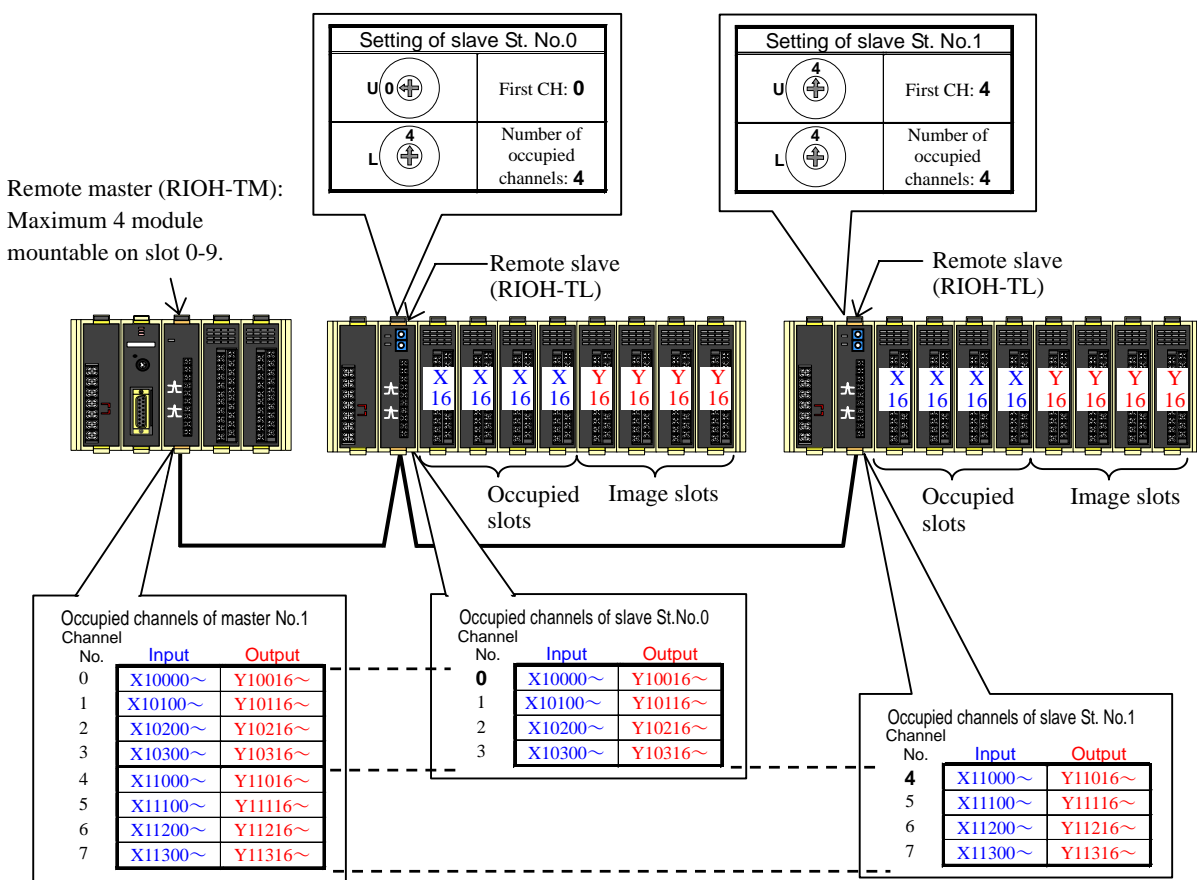 Setting of slave St. No.0
U 0
First CH: 0
L 4
Number of
occupied
channels: 4
Setting of slave St. No.1
U 4
First CH: 4
L 4
Number of
occupied
channels: 4
Remote master (RIOH-TM):
Maximum 4 module
mountable on slot 0-9.
Remote slave
(RIOH-TL)
Remote slave
(RIOH-TL)
X X X X Y Y Y Y
16 16 16 16 16 16 16 16
X X X X Y Y Y Y
16 16 16 16 16 16 16 16
Occupied
slots
Image slots
Occupied
slots
Image slots
Occupied channels of master No.1
Channel
No. Input Output
0 X10000～ Y10016～
1 X10100～ Y10116～
2 X10200～ Y10216～
3 X10300～ Y10316～
4 X11000～ Y11016～
5 X11100～ Y11116～
6 X11200～ Y11216～
7 X11300～ Y11316～
Occupied channels of slave St.No.0
Channel
No. Input Output
0 X10000～ Y10016～
1 X10100～ Y10116～
2 X10200～ Y10216～
3 X10300～ Y10316～
Occupied channels of slave St. No.1
Channel
No. Input Output
4 X11000～ Y11016～
5 X11100～ Y11116～
6 X11200～ Y11216～
7 X11300～ Y11316～